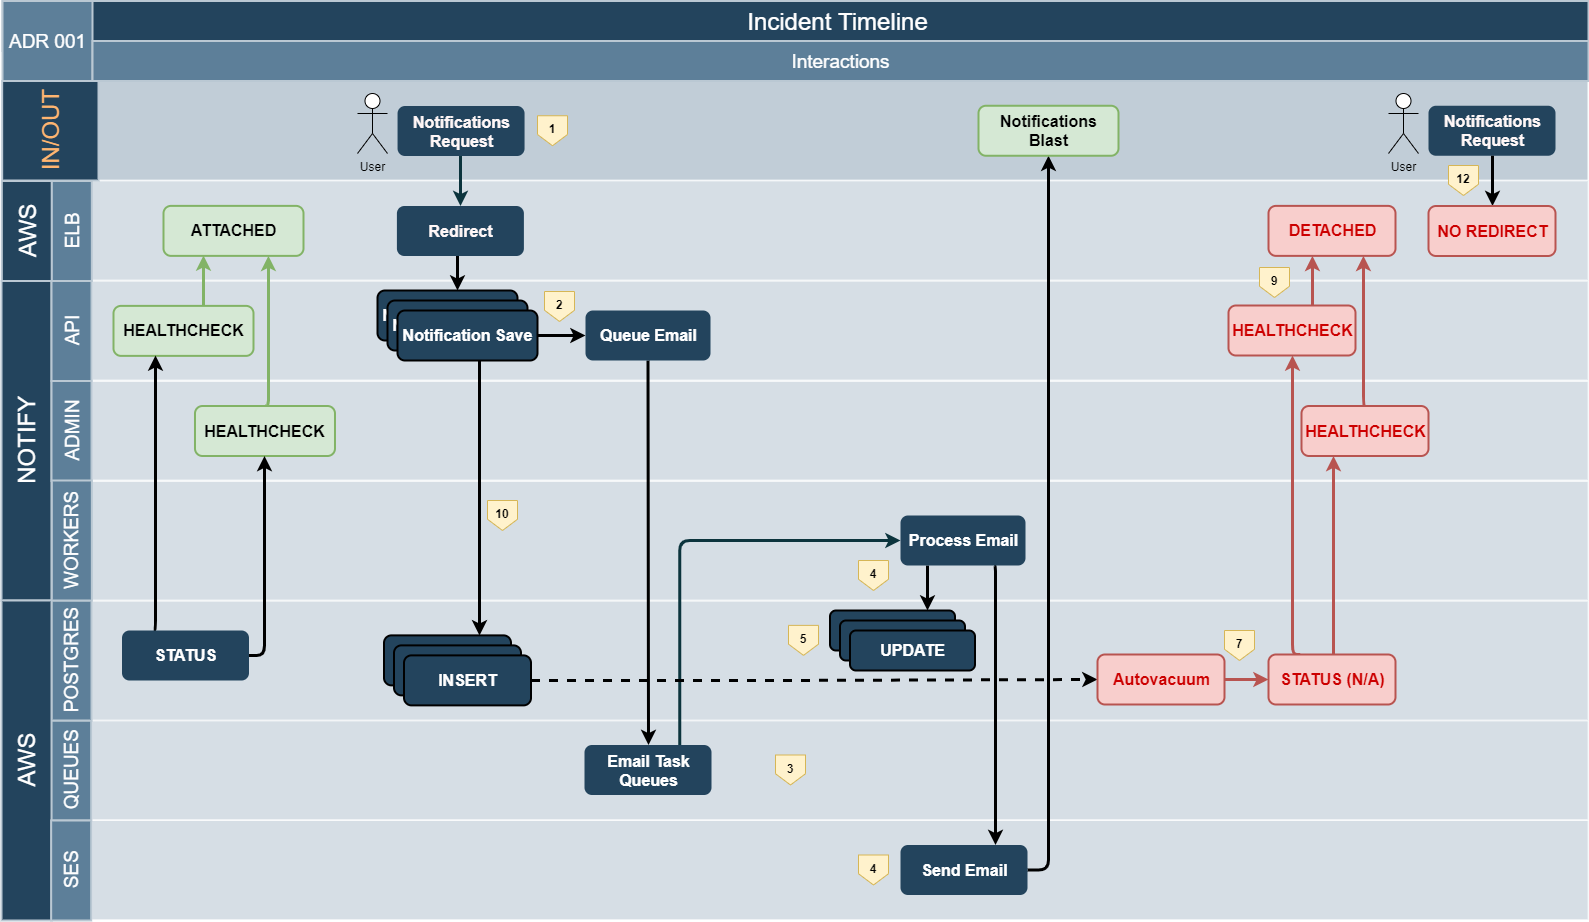 ADR 001
Incident Timeline
Interactions
IN/OUT
User
Notifications
Request
1
Notifications
Blast
User
Notifications
Request
12
AWS
ELB
ATTACHED
Redirect
DETACHED
NO REDIRECT
9
NOTIFY
API
HEALTHCHECK
Notification Save
2
Queue Email
HEALTHCHECK
ADMIN
HEALTHCHECK
HEALTHCHECK
WORKERS
10
Process Email
4
AWS
POSTGRES
STATUS
INSERT
5
UPDATE
Autovacuum
7
STATUS (N/A)
QUEUES
Email Task
Queues
3
SES
4
Send Email